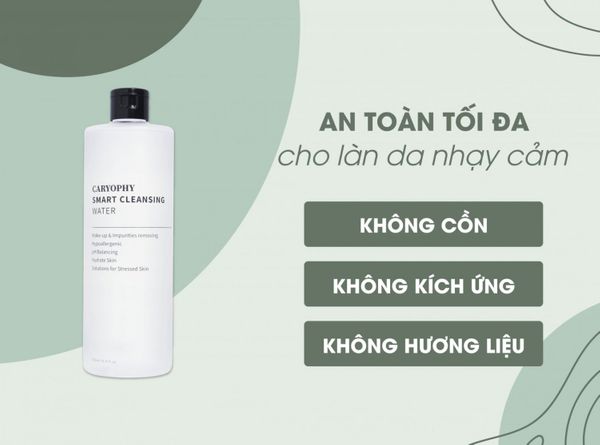 CARYOPHY
SMART CLEANSING
WATER
Make-up & Impurities removing
Hypoallergenic
pH Balancing
Hydrate Skin
Solutions for Stressed Skin
AN TOÀN TỐI ĐA
cho làn da nhạy cảm
KHÔNG CỒN
KHÔNG KÍCH ỨNG
KHÔNG HƯƠNG LIỆU